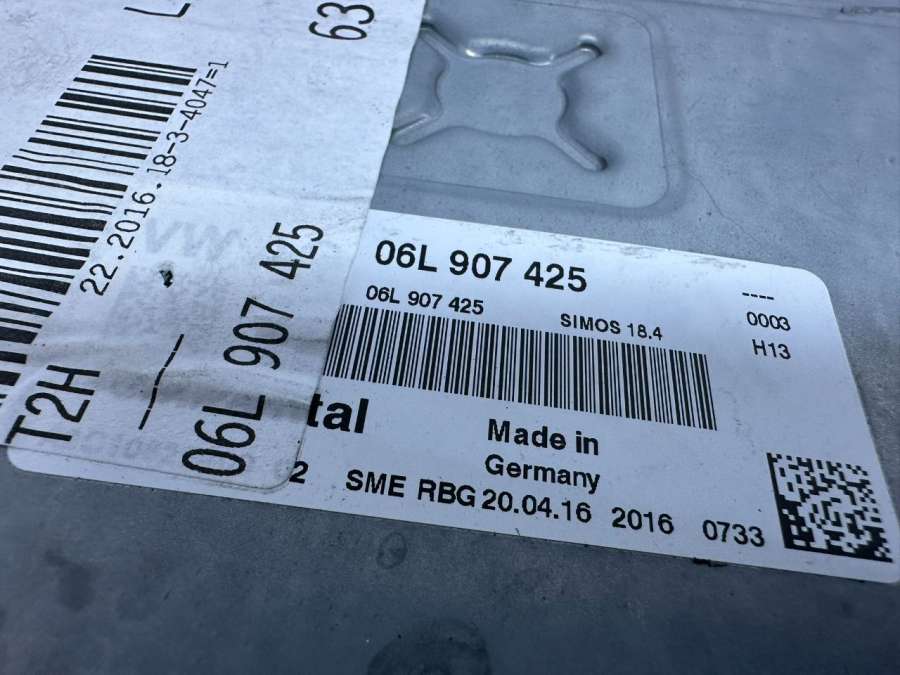 L
63
22.2016.18-3-4047=1
T2H
06L 907 425
06L 907 425
06L 907 425
SIMOS 18.4
----
0003
H13
tal
Made in
Germany
2 SME RBG 20.04.16 2016 0733